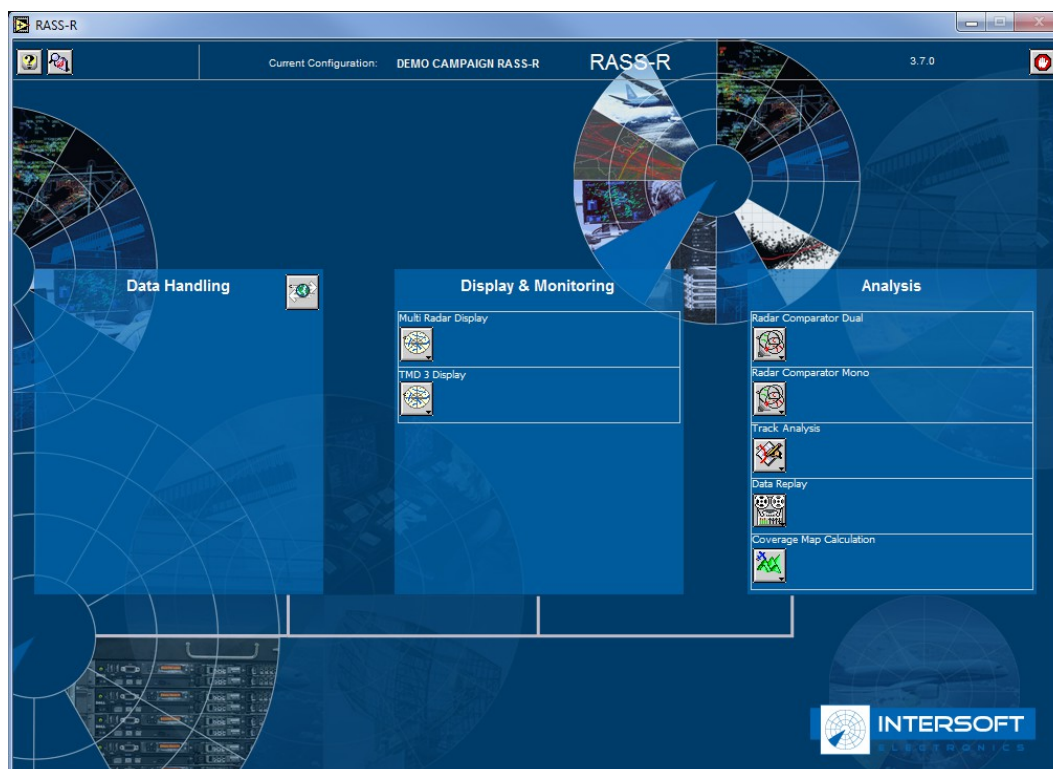 RASS-R
Current Configuration: DEMO CAMPAIGN RASS-R
RASS-R
3.7.0
Data Handling
Display & Monitoring
Multi Radar Display
TMD 3 Display
Analysis
Radar Comparator Dual
Radar Comparator Mono
Track Analysis
Data Replay
Coverage Map Calculation
INTERSOFT
ELECTRONICS